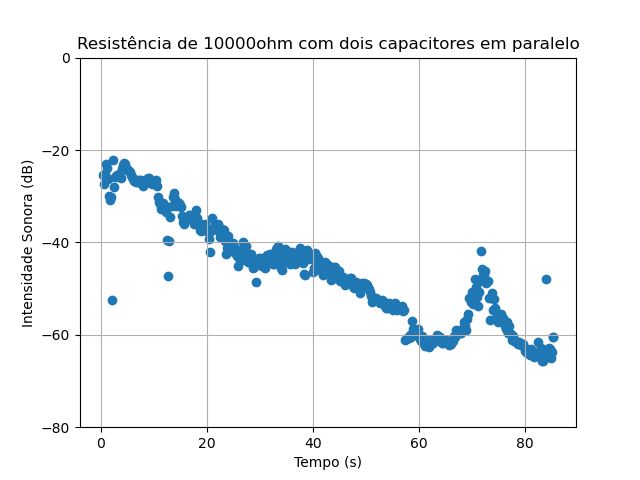 Resistência de 10000ohm com dois capacitores em paralelo
0
−20
−40
−60
−80
Intensidade Sonora (dB)
0 20 40 60 80
Tempo (s)